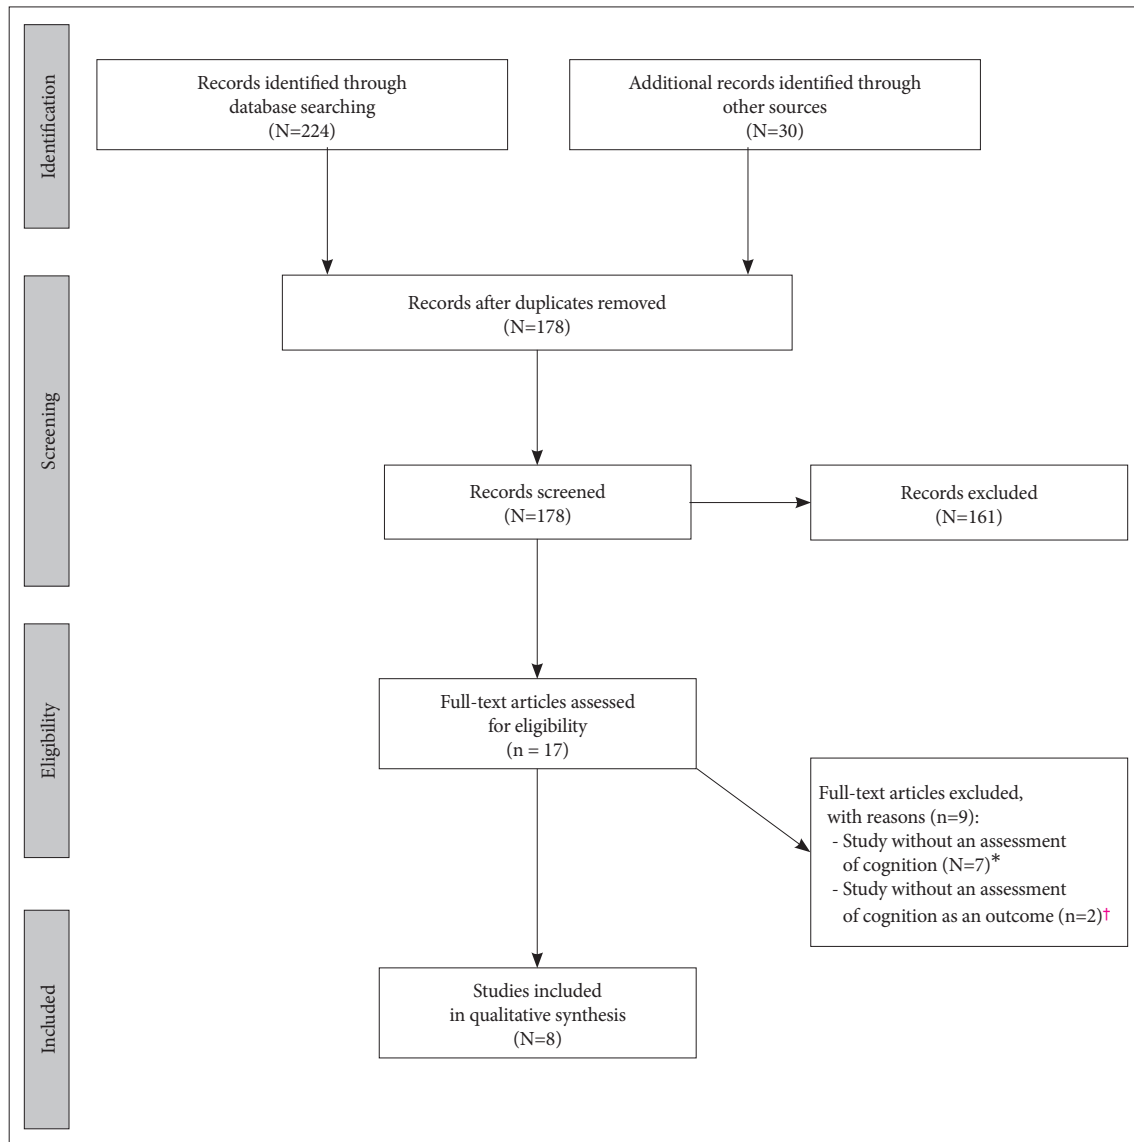 Identification
Records identified through
database searching
(N=224)
Additional records identified through
other sources
(N=30)
Screening
Records after duplicates removed
(N=178)
Records screened
(N=178)
Records excluded
(N=161)
Eligibility
Full-text articles assessed
for eligibility
(n = 17)
Full-text articles excluded,
with reasons (n=9):
- Study without an assessment
of cognition (N=7)*
- Study without an assessment
of cognition as an outcome (n=2)†
Included
Studies included
in qualitative synthesis
(N=8)